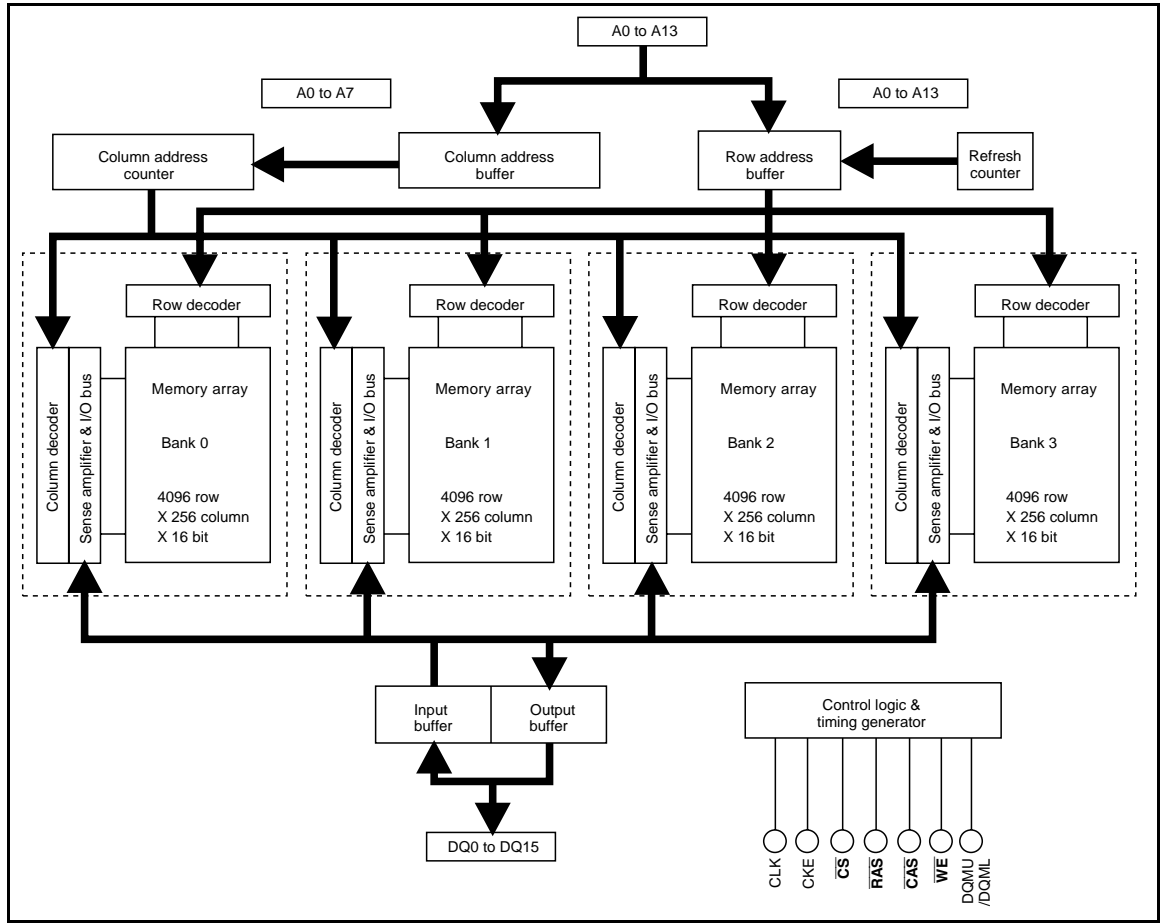 A0 to A13
A0 to A7
A0 to A13
Column address
counter
Column address
buffer
Row address
buffer
Refresh
counter
Row decoder
Row decoder
Row decoder
Row decoder
Column decoder
Sense amplifier & I/O bus
Memory array
Bank 0
4096 row
X 256 column
X 16 bit
Column decoder
Sense amplifier & I/O bus
Memory array
Bank 1
4096 row
X 256 column
X 16 bit
Column decoder
Sense amplifier & I/O bus
Memory array
Bank 2
4096 row
X 256 column
X 16 bit
Column decoder
Sense amplifier & I/O bus
Memory array
Bank 3
4096 row
X 256 column
X 16 bit
Input
buffer
Output
buffer
Control logic &
timing generator
DQ0 to DQ15
CLK
CKE
C̅S̅
R̅A̅S̅
C̅A̅S̅
W̅E̅
DQMU
/DQML